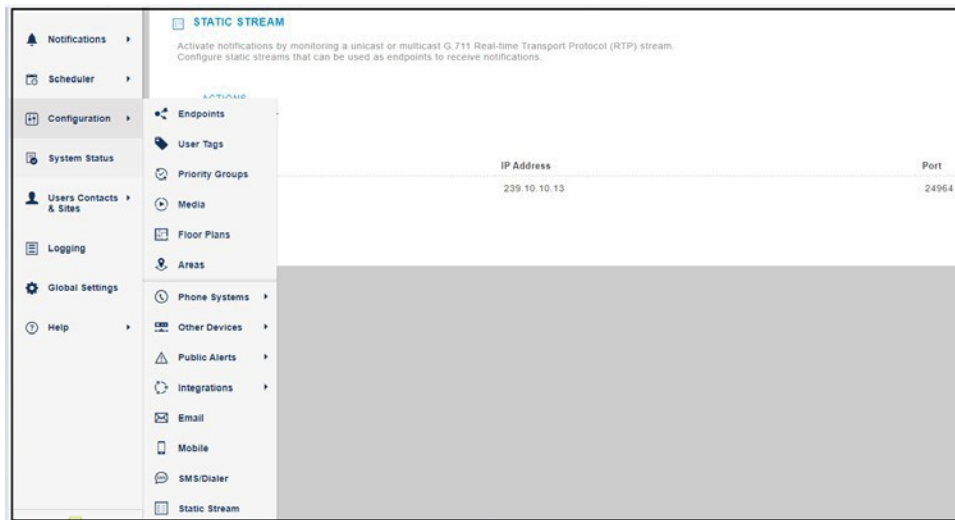 Notifications
Scheduler
Configuration
System Status
Users Contacts
& Sites
Logging
Global Settings
Help
Endpoints
User Tags
Priority Groups
Media
Floor Plans
Areas
Phone Systems
Other Devices
Public Alerts
Integrations
Email
Mobile
SMS/Dialer
Static Stream
STATIC STREAM
Activate notifications by monitoring a unicast or multicast G.711 Real-time Transport Protocol (RTP) stream.
Configure static streams that can be used as endpoints to receive notifications.
ACTIONS
IP Address Port
239.10.10.13 24964